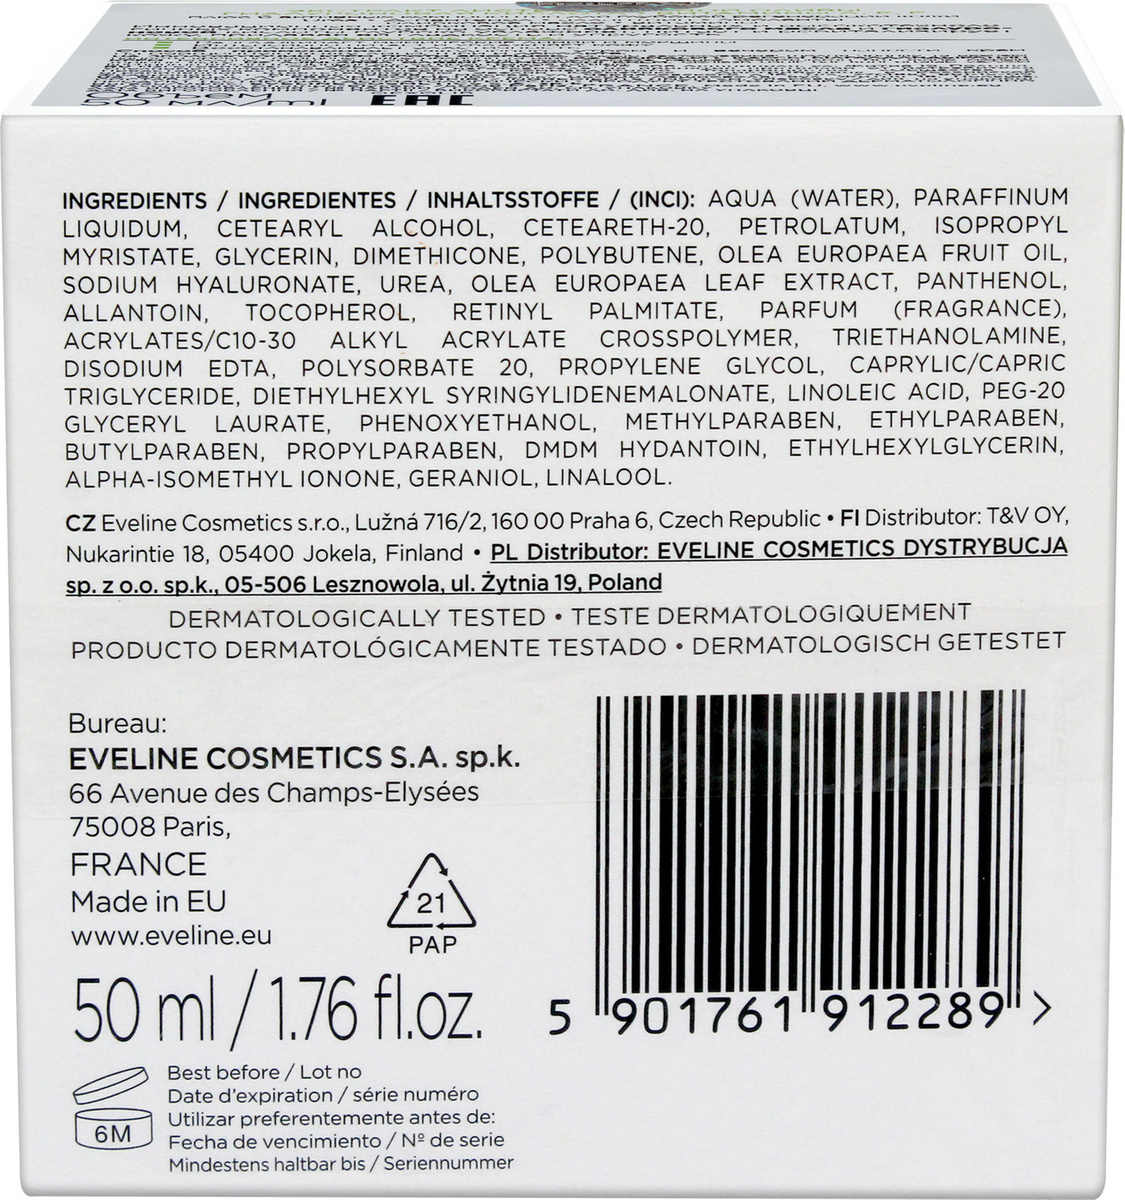 50 мл/ml EAC
INGREDIENTS / INGREDIENTES / INHALTSSTOFFE / (INCI): AQUA (WATER), PARAFFINUM
LIQUIDUM, CETEARYL ALCOHOL, CETEARETH-20, PETROLATUM, ISOPROPYL
MYRISTATE, GLYCERIN, DIMETHICONE, POLYBUTENE, OLEA EUROPAEA FRUIT OIL,
SODIUM HYALURONATE, UREA, OLEA EUROPAEA LEAF EXTRACT, PANTHENOL,
ALLANTOIN, TOCOPHEROL, RETINYL PALMITATE, PARFUM (FRAGRANCE),
ACRYLATES/C10-30 ALKYL ACRYLATE CROSSPOLYMER, TRIETHANOLAMINE,
DISODIUM EDTA, POLYSORBATE 20, PROPYLENE GLYCOL, CAPRYLIC/CAPRIC
TRIGLYCERIDE, DIETHYLHEXYL SYRINGYLIDENEMALONATE, LINOLEIC ACID, PEG-20
GLYCERYL LAURATE, PHENOXYETHANOL, METHYLPARABEN, ETHYLPARABEN,
BUTYLPARABEN, PROPYLPARABEN, DMDM HYDANTOIN, ETHYLHEXYLGLYCERIN,
ALPHA-ISOMETHYL IONONE, GERANIOL, LINALOOL.
CZ Eveline Cosmetics s.r.o., Lužná 716/2, 160 00 Praha 6, Czech Republic • FI Distributor: T&V OY,
Nukarintie 18, 05400 Jokela, Finland • PL Distributor: EVELINE COSMETICS DYSTRYBUCJA
sp. z o.o. sp.k., 05-506 Lesznowola, ul. Żytnia 19, Poland
DERMATOLOGICALLY TESTED • TESTE DERMATOLOGIQUEMENT
PRODUCTO DERMATOLÓGICAMENTE TESTADO • DERMATOLOGISCH GETESTET
Bureau:
EVELINE COSMETICS S.A. sp.k.
66 Avenue des Champs-Elysées
75008 Paris,
FRANCE
Made in EU
www.eveline.eu
21
PAP
50 ml / 1.76 fl.oz.
5 901761 912289 >
Best before / Lot no
Date d'expiration / série numéro
Utilizar preferentemente antes de:
Fecha de vencimiento / Nº de serie
Mindestens haltbar bis / Seriennummer
6M